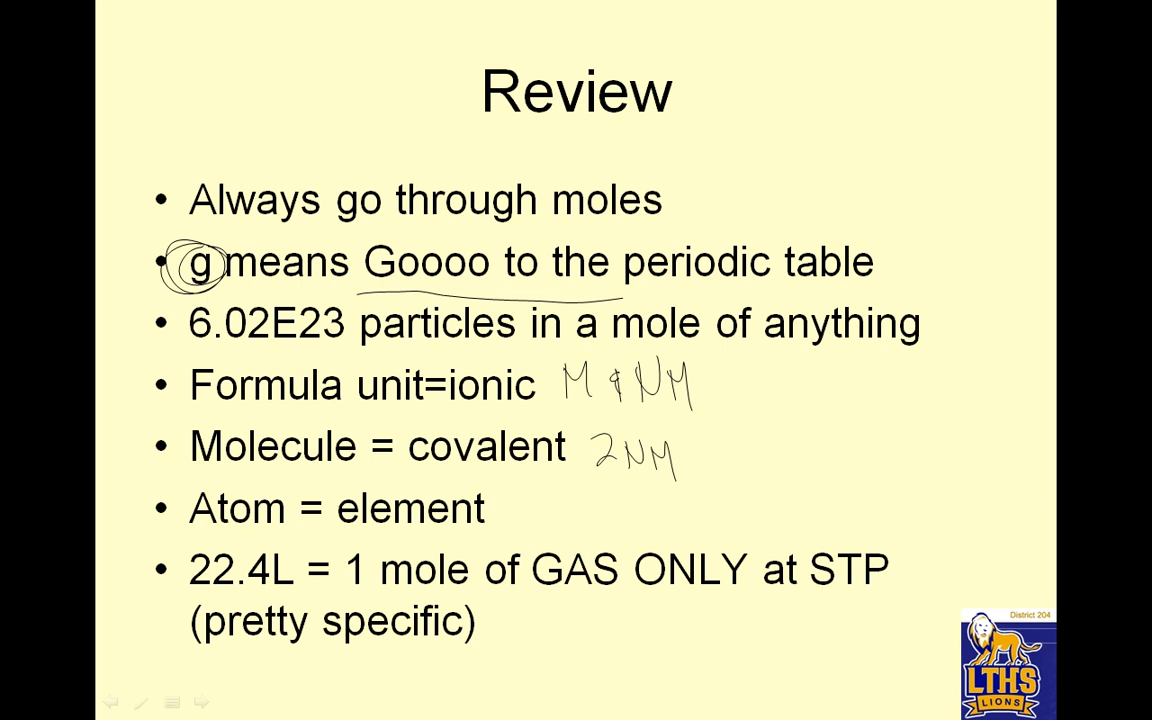 Review
• Always go through moles
• g means Goooo to the periodic table
• 6.02E23 particles in a mole of anything
• Formula unit=ionic M & NM
• Molecule = covalent 2NM
• Atom = element
• 22.4L = 1 mole of GAS ONLY at STP
(pretty specific)
District 204
LTHS
LIONS